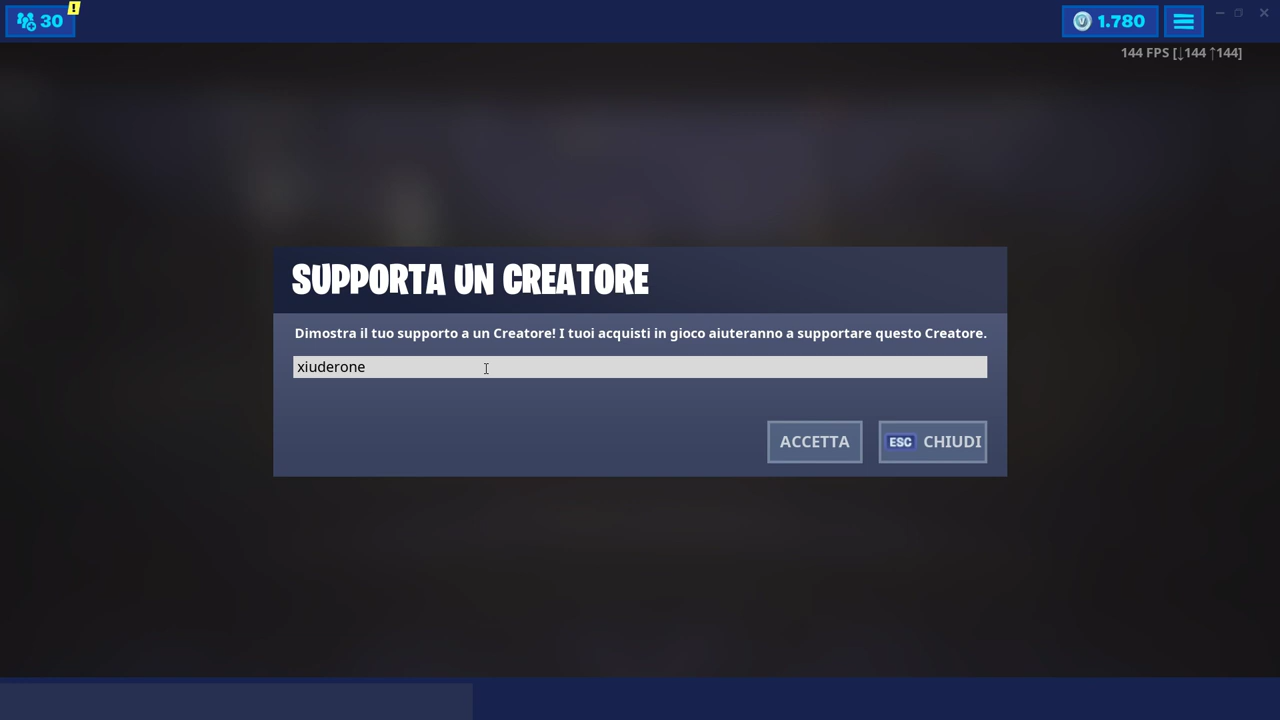 30
!
1.780
144 FPS [↓144 ↑144]
SUPPORTA UN CREATORE
Dimostra il tuo supporto a un Creatore! I tuoi acquisti in gioco aiuteranno a supportare questo Creatore.
xiuderone
ACCETTA
ESC CHIUDI